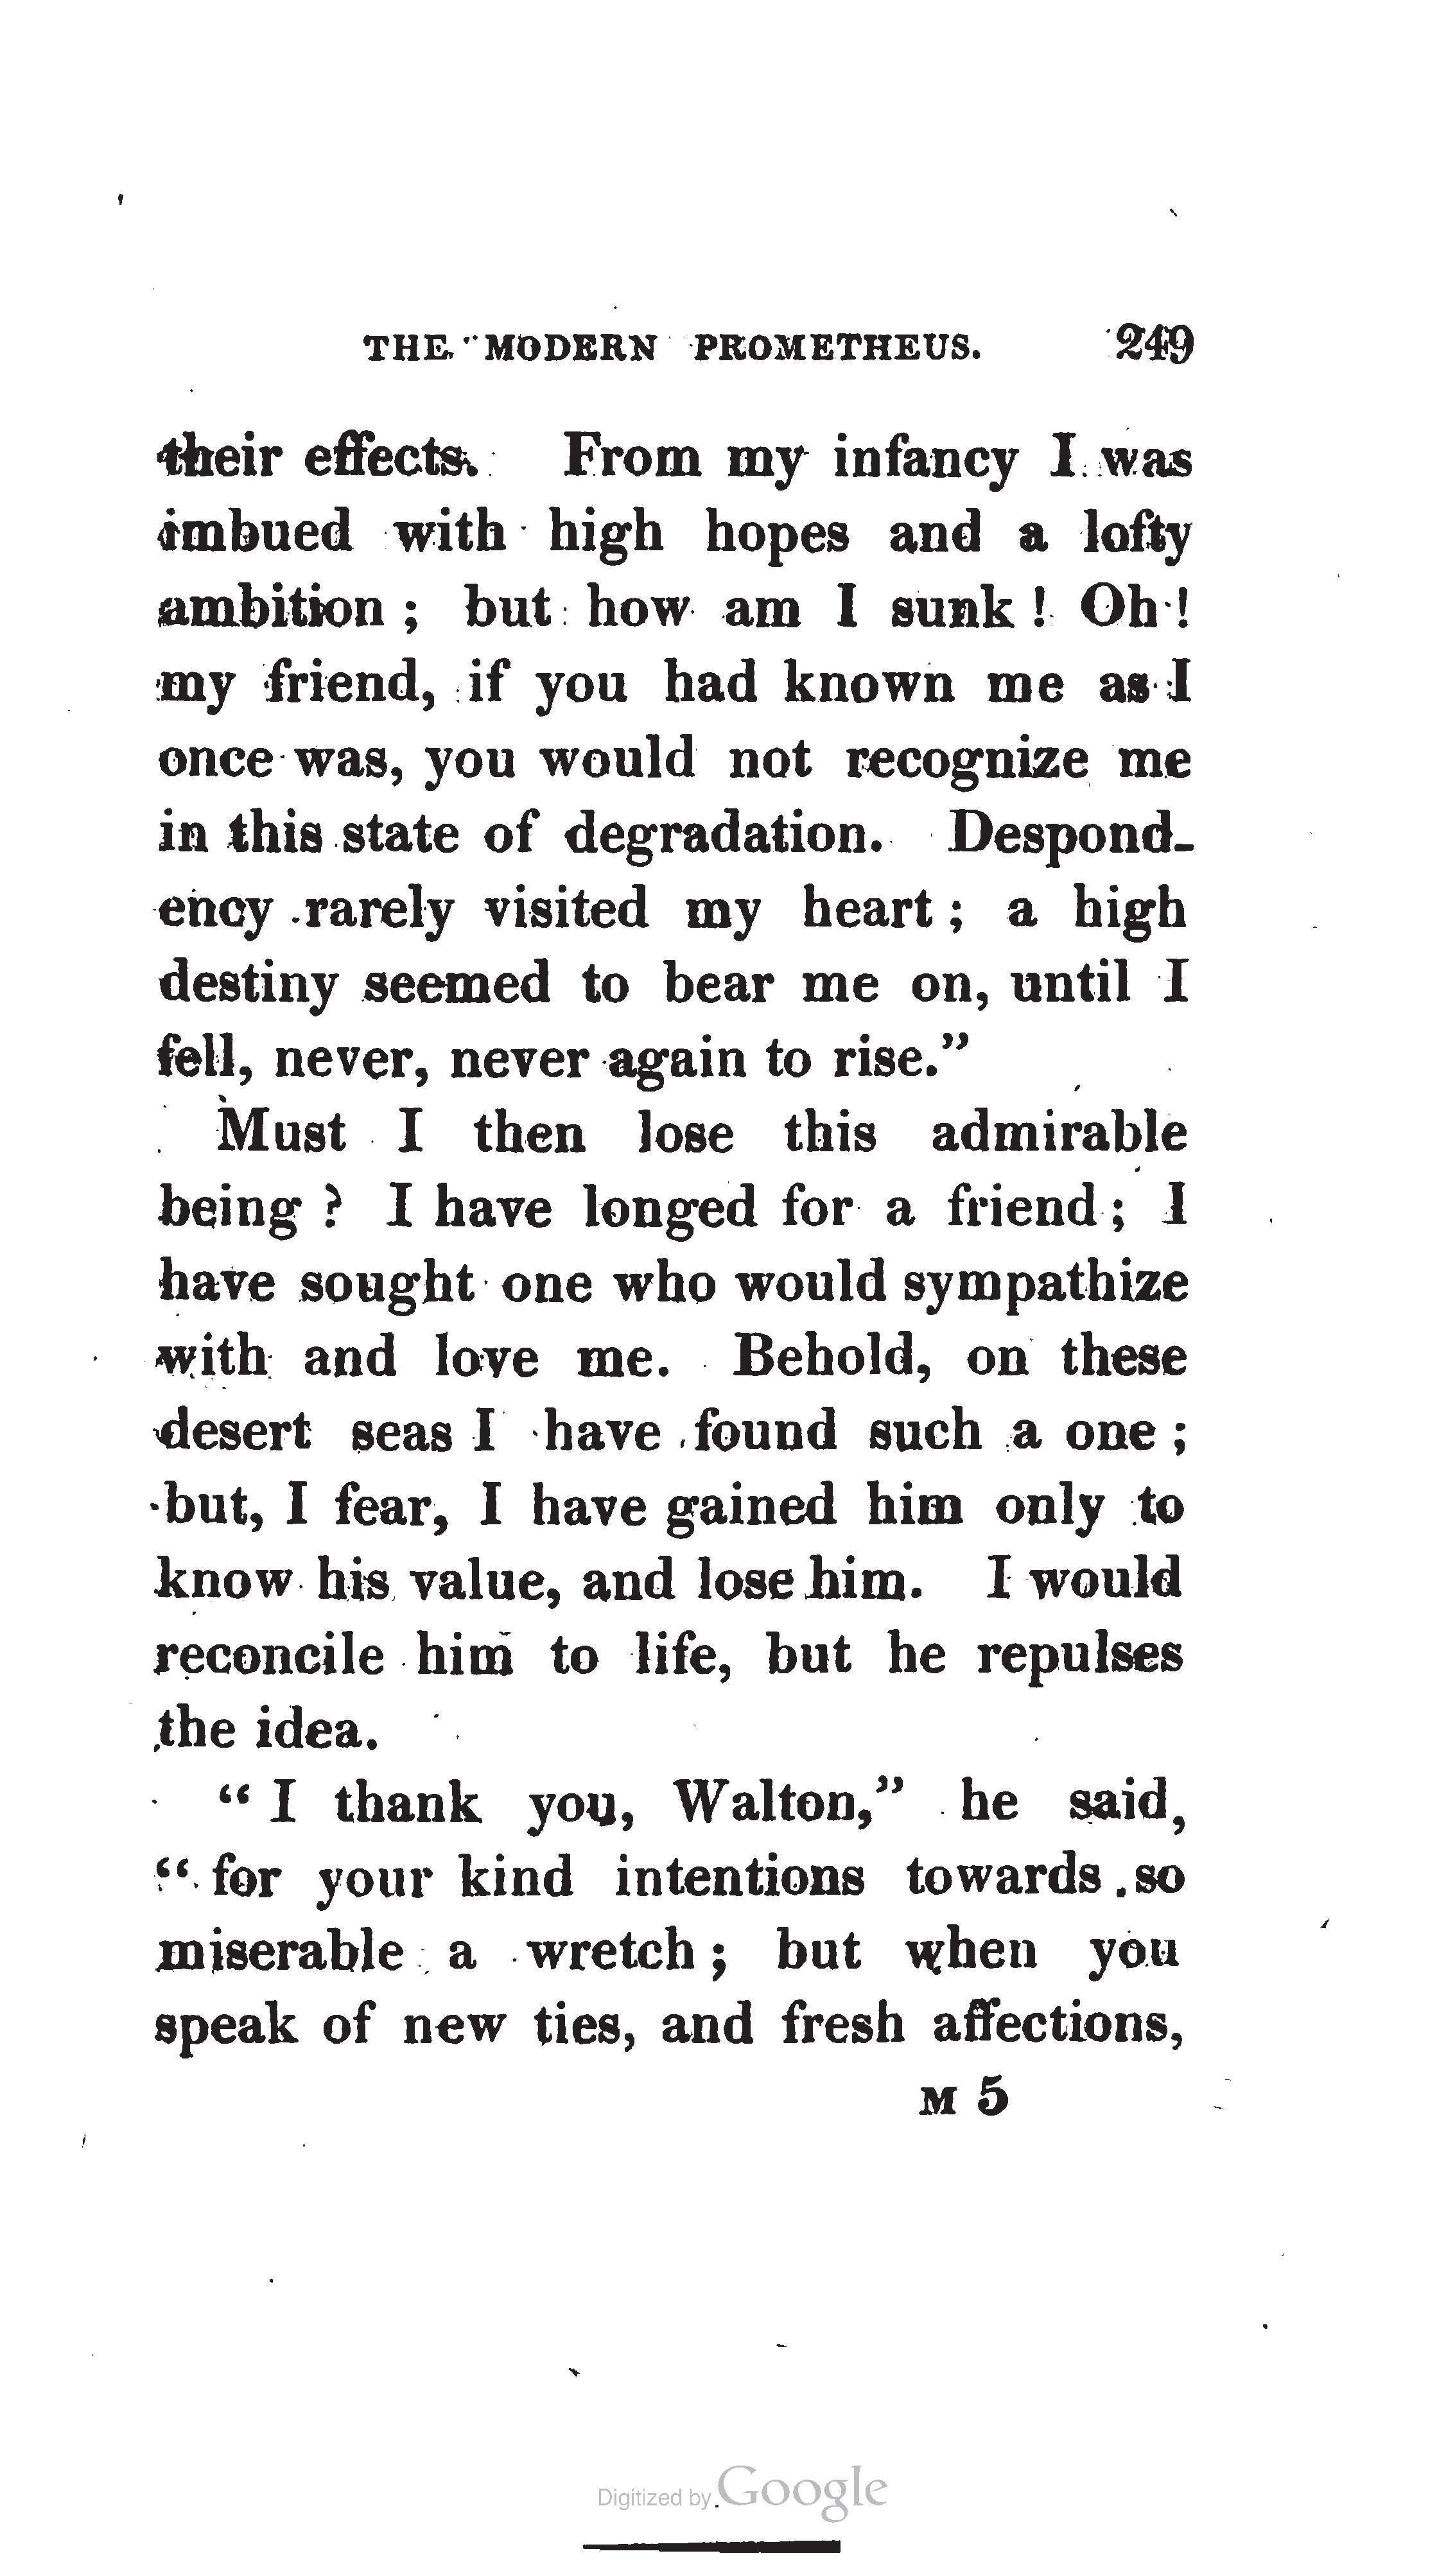 THE MODERN PROMETHEUS. 249
their effects. From my infancy I was
imbued with high hopes and a lofty
ambition ; but how am I sunk ! Oh !
my friend, if you had known me as I
once was, you would not recognize me
in this state of degradation. Despond-
ency rarely visited my heart ; a high
destiny seemed to bear me on, until I
fell, never, never again to rise.”
Must I then lose this admirable
being ? I have longed for a friend ; I
have sought one who would sympathize
with and love me. Behold, on these
desert seas I have found such a one ;
but, I fear, I have gained him only to
know his value, and lose him. I would
reconcile him to life, but he repulses
the idea.
“ I thank you, Walton,” he said,
“ for your kind intentions towards so
miserable a wretch ; but when you
speak of new ties, and fresh affections,
M 5
Digitized by Google